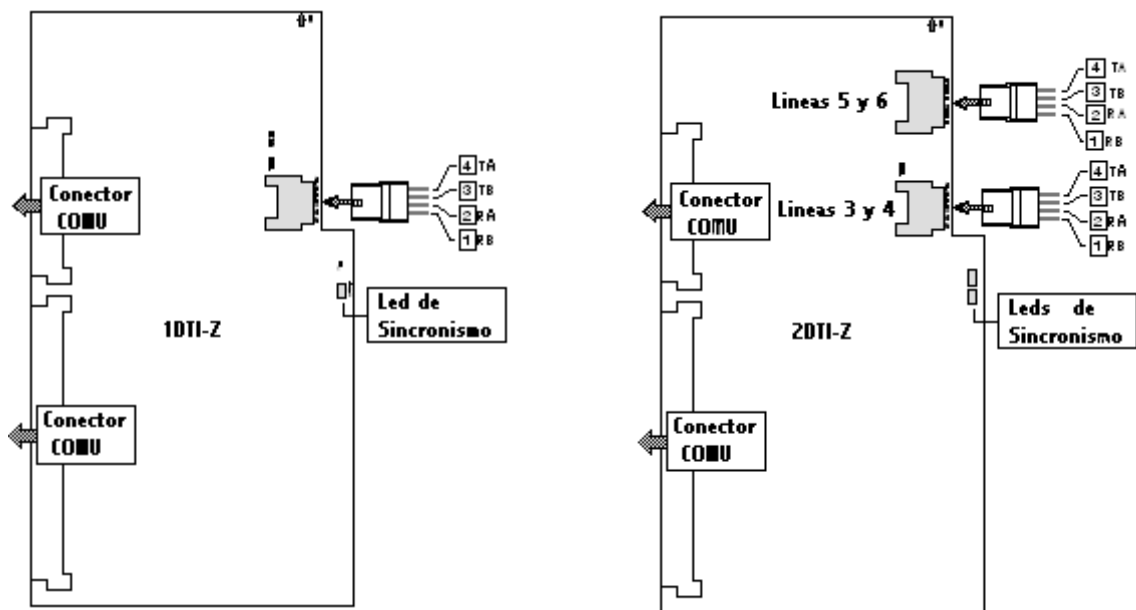 4 TA
3 TB
2 RA
1 RB
Conector
COMU
Led de
Sincronismo
1DTI-Z
Conector
COMU
Lineas 5 y 6
4 TA
3 TB
2 RA
1 RB
Lineas 3 y 4
4 TA
3 TB
2 RA
1 RB
Conector
COMU
Leds de
Sincronismo
2DTI-Z
Conector
COMU